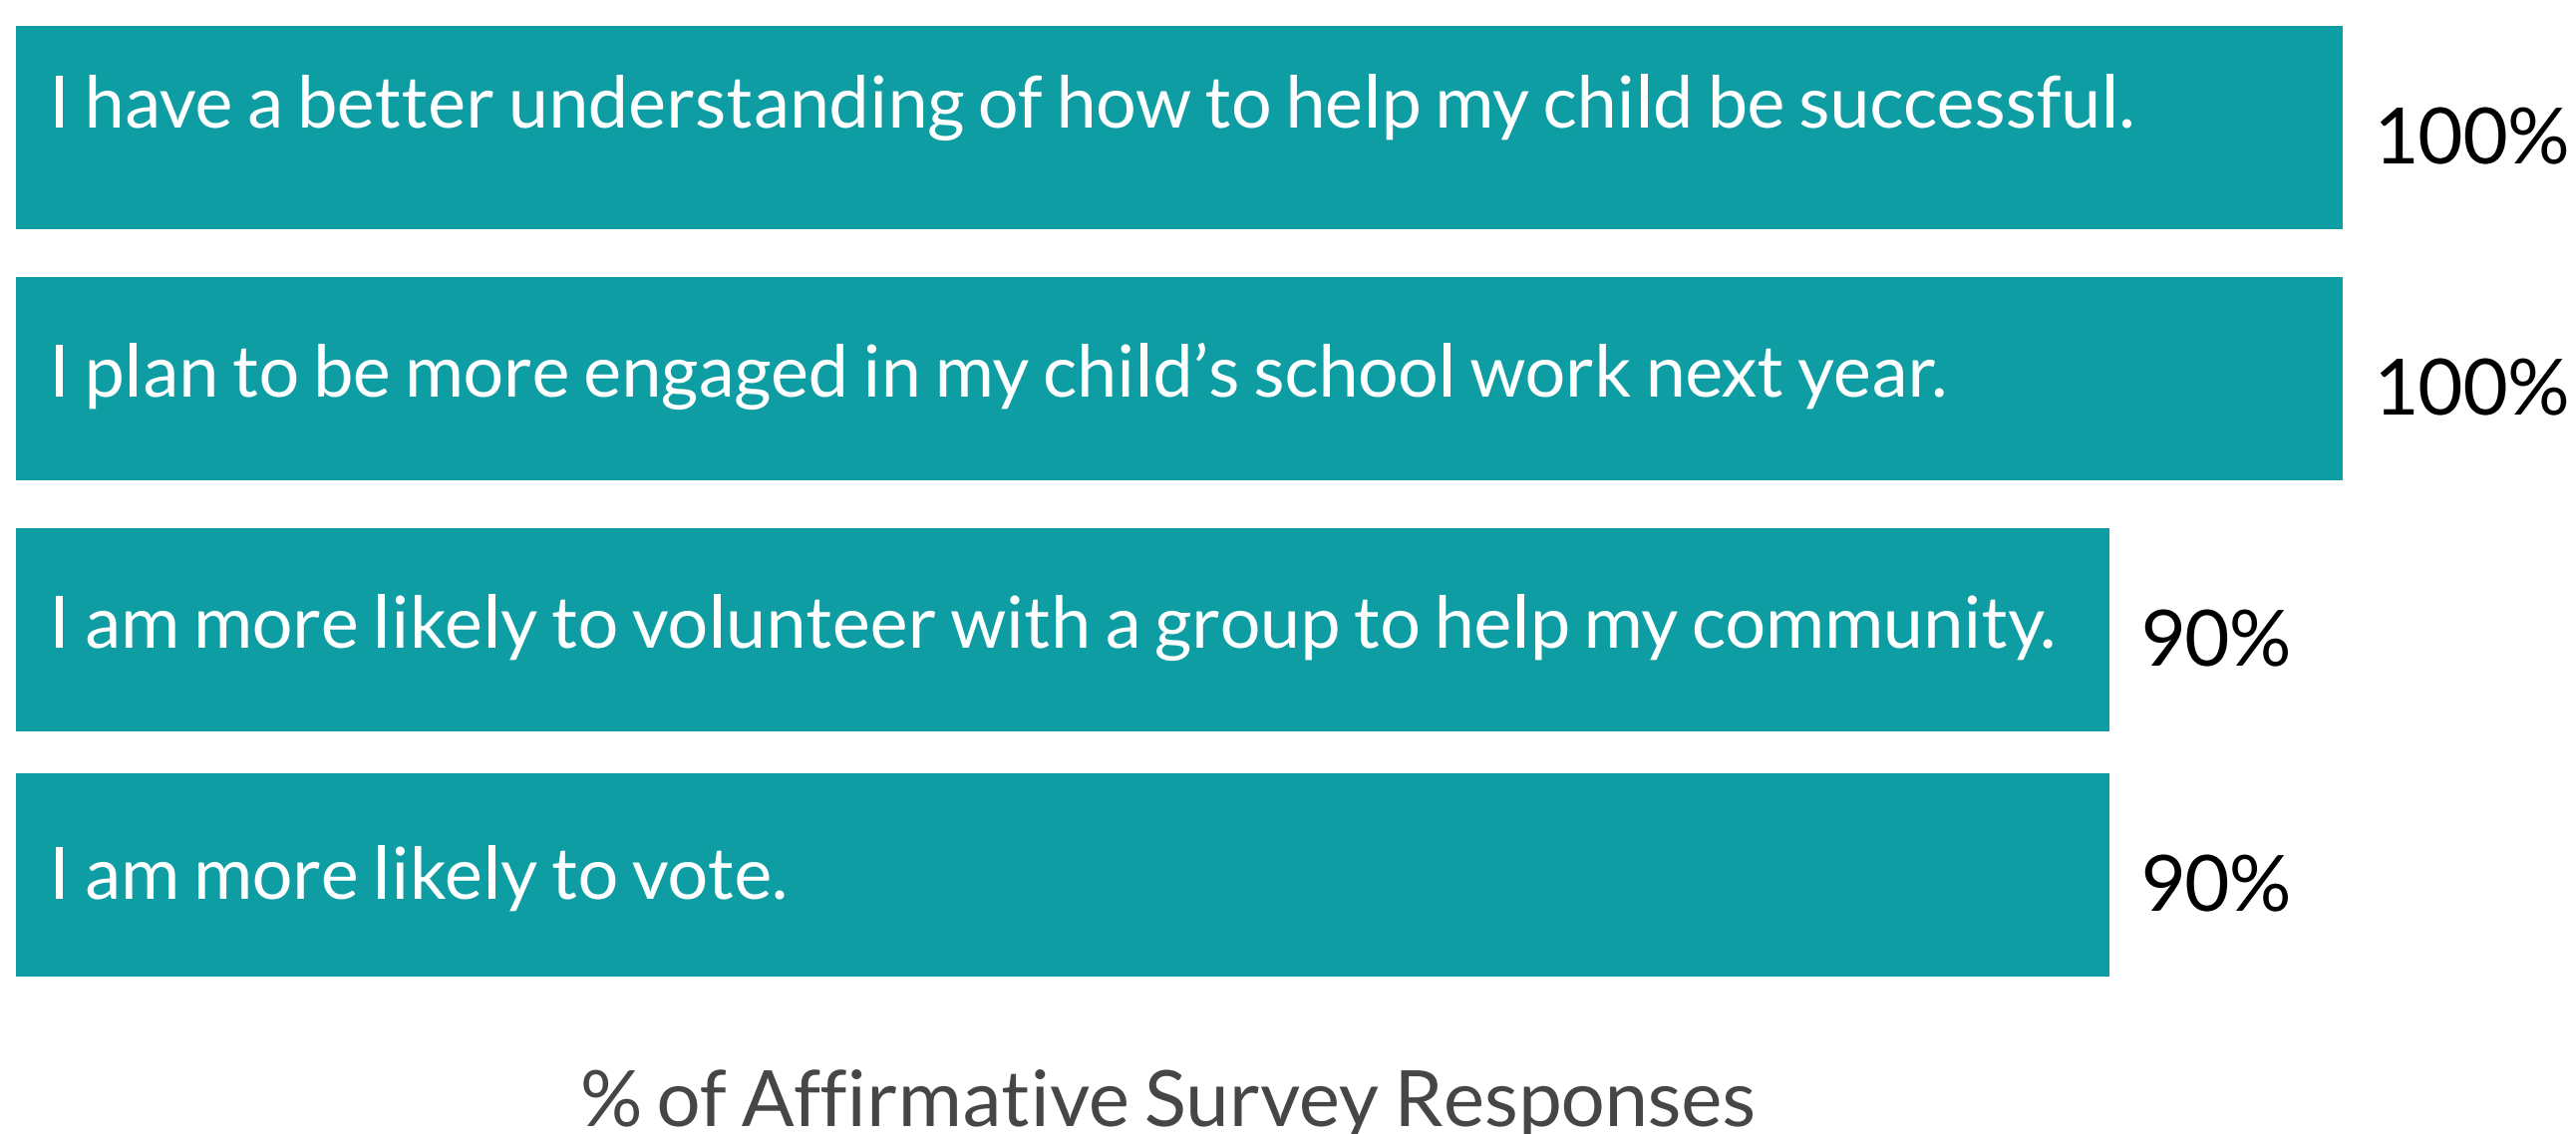 I have a better understanding of how to help my child be successful.
100%
I plan to be more engaged in my child’s school work next year.
100%
I am more likely to volunteer with a group to help my community.
90%
I am more likely to vote.
90%
% of Affirmative Survey Responses